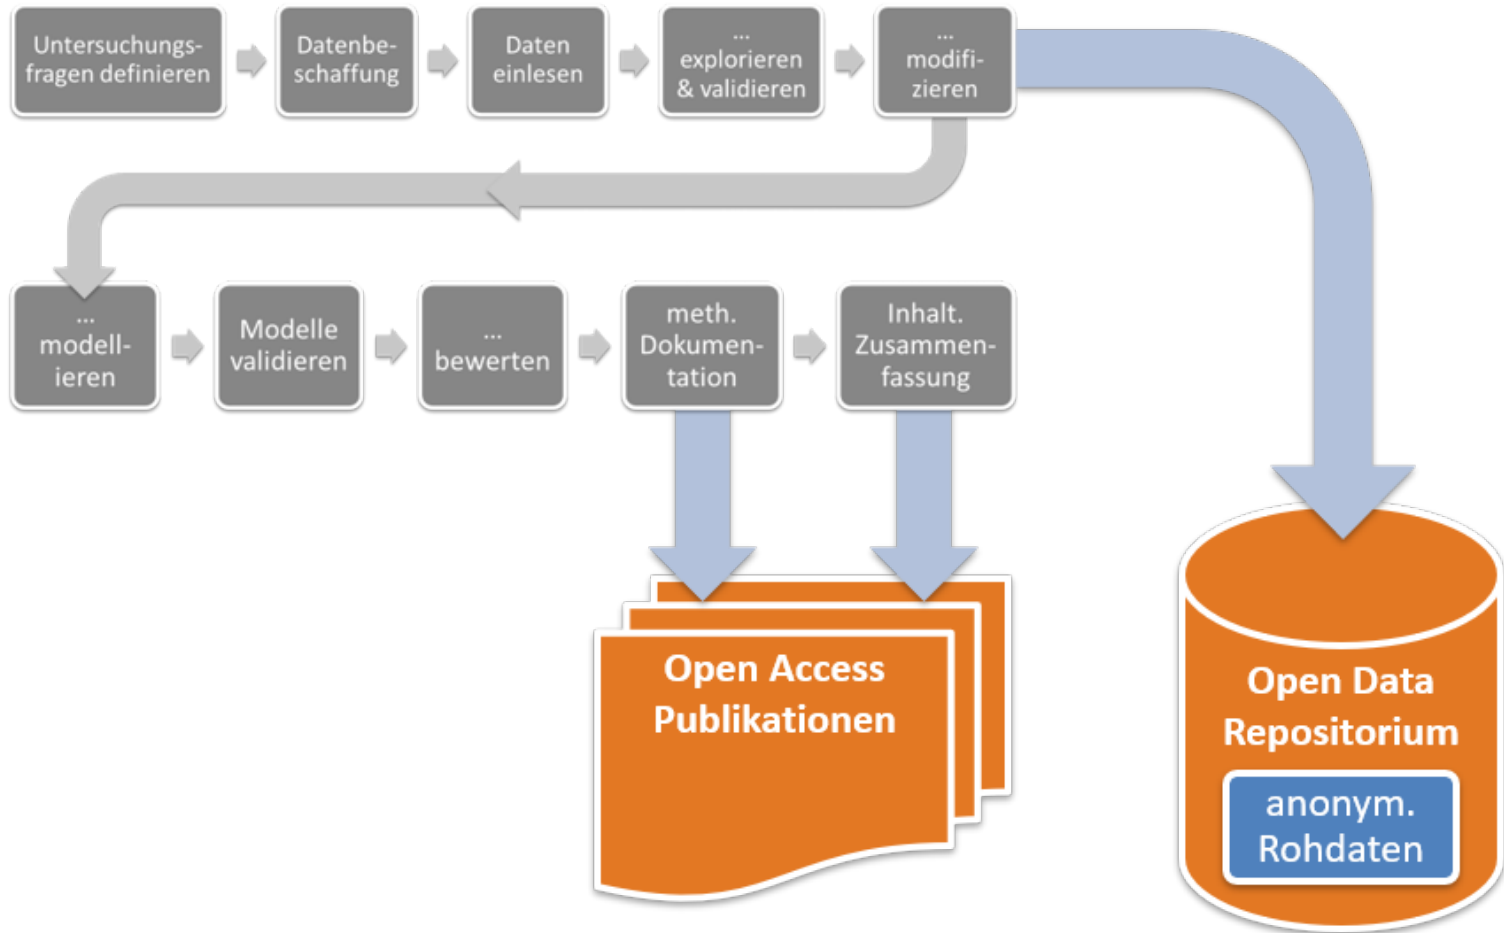 Untersuchungs-
fragen definieren
Datenbe-
schaffung
Daten
einlesen
...
explorieren
& validieren
...
modifi-
zieren
...
modell-
ieren
Modelle
validieren
...
bewerten
meth.
Dokumen-
tation
Inhalt.
Zusammen-
fassung
Open Access
Publikationen
Open Data
Repositorium
anonym.
Rohdaten